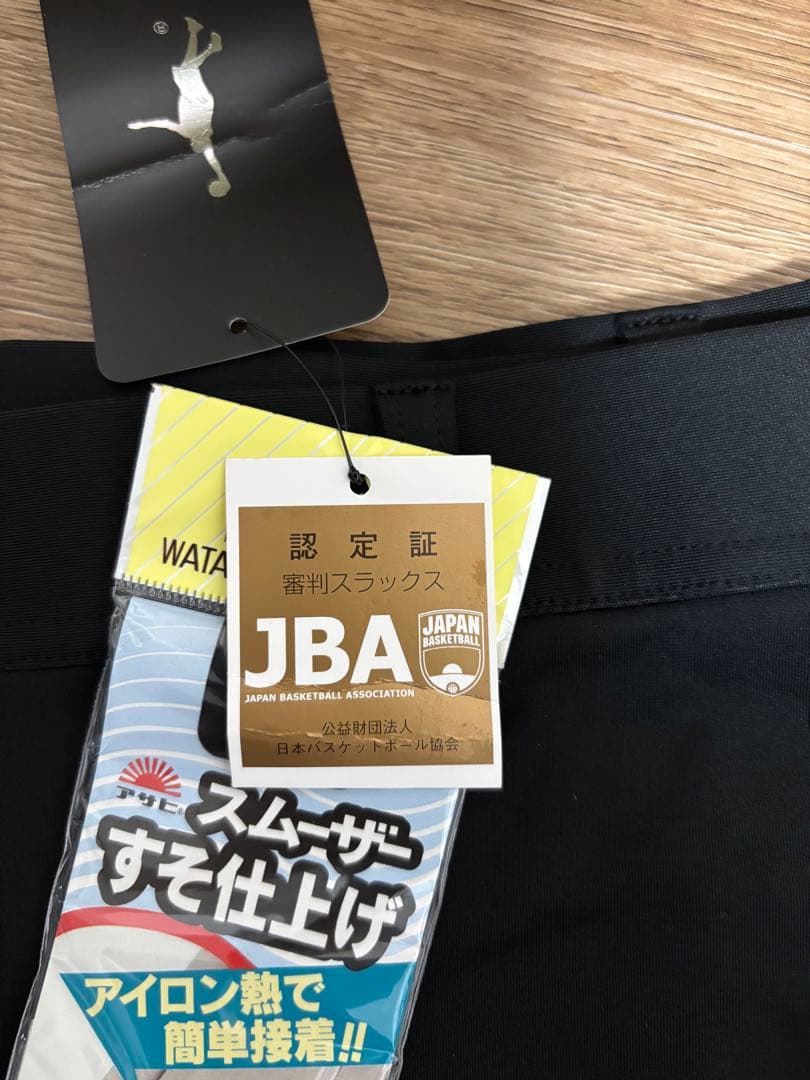 ®
WATA
認定証
審判スラックス
JBA
JAPAN BASKETBALL ASSOCIATION
JAPAN
BASKETBALL
公益財団法人
日本バスケットボール協会
アサヒ®
スムーザー
すそ仕上げ
アイロン熱で
簡単接着!!